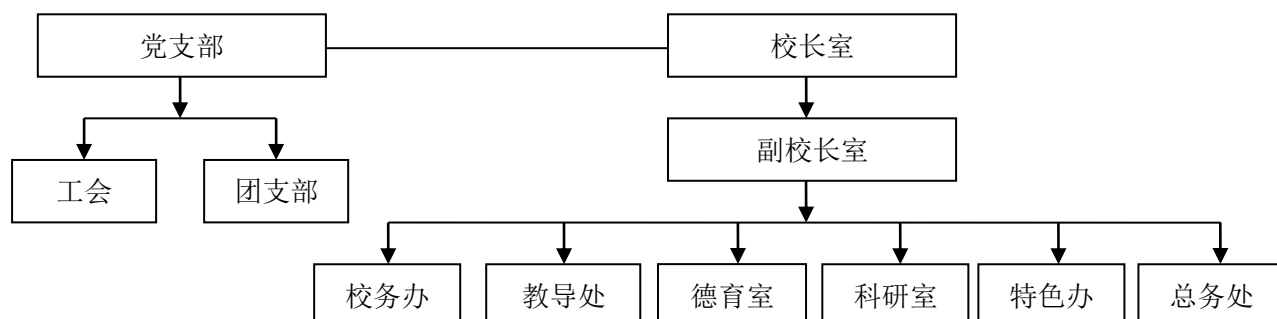 党支部
校长室
副校长室
工会
团支部
校务办
教导处
德育室
科研室
特色办
总务处